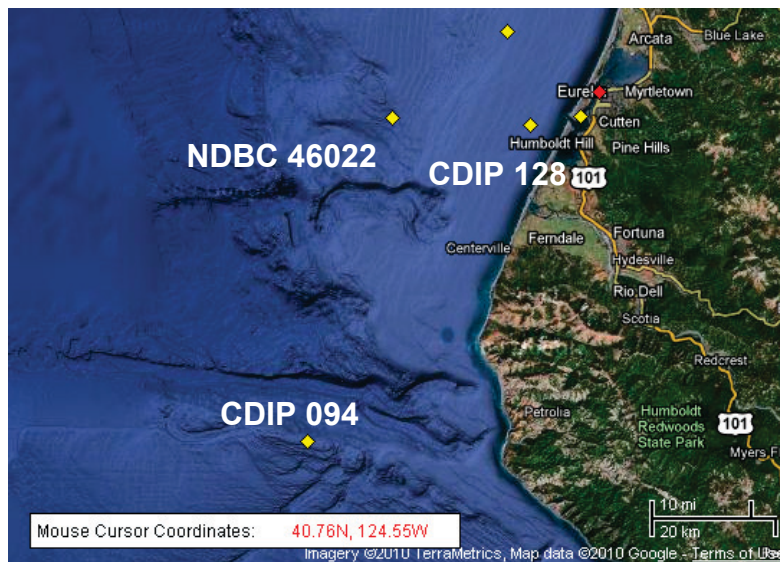 Arcata
Blue Lake
Eureka
Myrtletown
Cutten
Humboldt Hill
Pine Hills
NDBC 46022
CDIP 128
101
Centerville
Ferndale
Fortuna
Hydesville
Rio Dell
Scotia
Redcrest
CDIP 094
Petrolia
Humboldt
Redwoods
State Park
101
Myers F
10 mi
20 km
Mouse Cursor Coordinates: 40.76N, 124.55W
Imagery ©2010 TerraMetrics, Map data ©2010 Google - Terms of Use